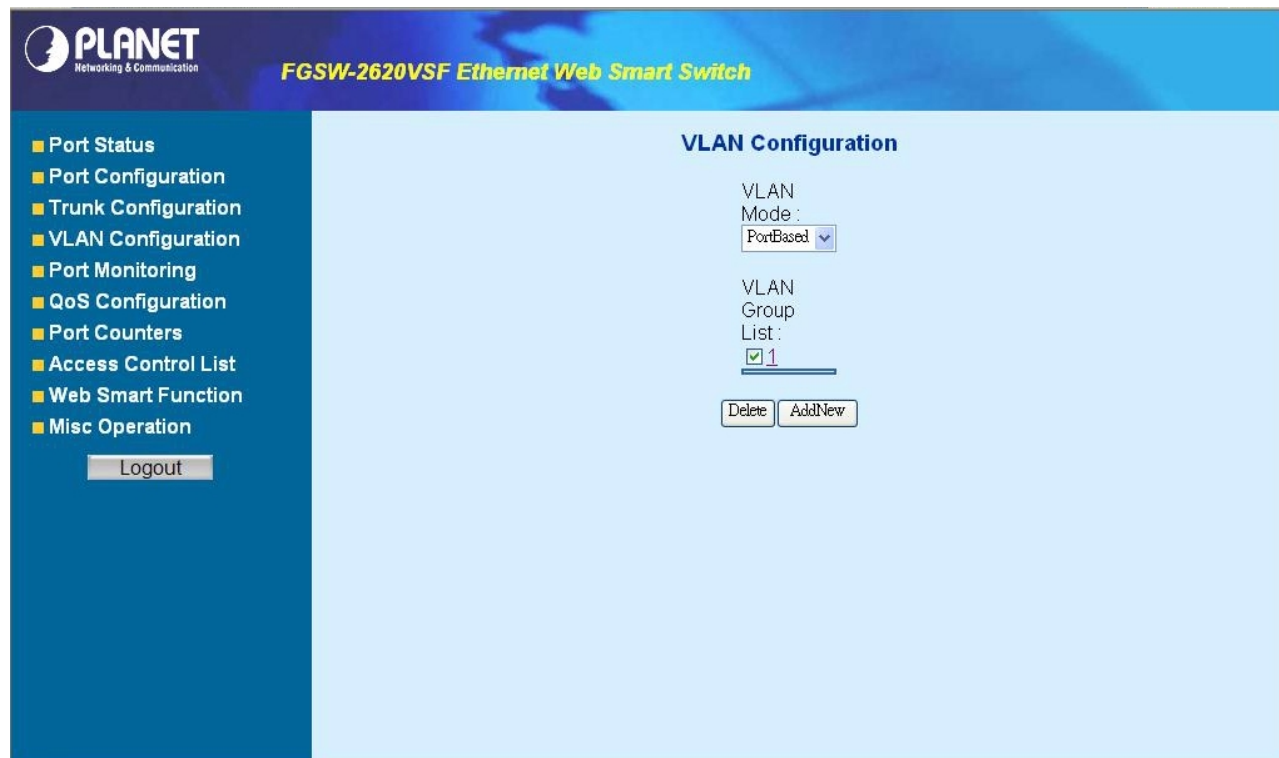 PLANET
Networking & Communication
FGSW-2620VSF Ethernet Web Smart Switch
Port Status
Port Configuration
Trunk Configuration
VLAN Configuration
Port Monitoring
QoS Configuration
Port Counters
Access Control List
Web Smart Function
Misc Operation
Logout
VLAN Configuration
VLAN
Mode :
PortBased
VLAN
Group
List :
1
Delete AddNew